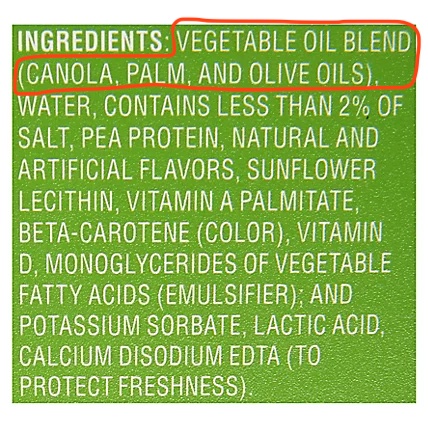 INGREDIENTS: VEGETABLE OIL BLEND
(CANOLA, PALM, AND OLIVE OILS),
WATER, CONTAINS LESS THAN 2% OF
SALT, PEA PROTEIN, NATURAL AND
ARTIFICIAL FLAVORS, SUNFLOWER
LECITHIN, VITAMIN A PALMITATE,
BETA-CAROTENE (COLOR), VITAMIN
D, MONOGLYCERIDES OF VEGETABLE
FATTY ACIDS (EMULSIFIER); AND
POTASSIUM SORBATE, LACTIC ACID,
CALCIUM DISODIUM EDTA (TO
PROTECT FRESHNESS).